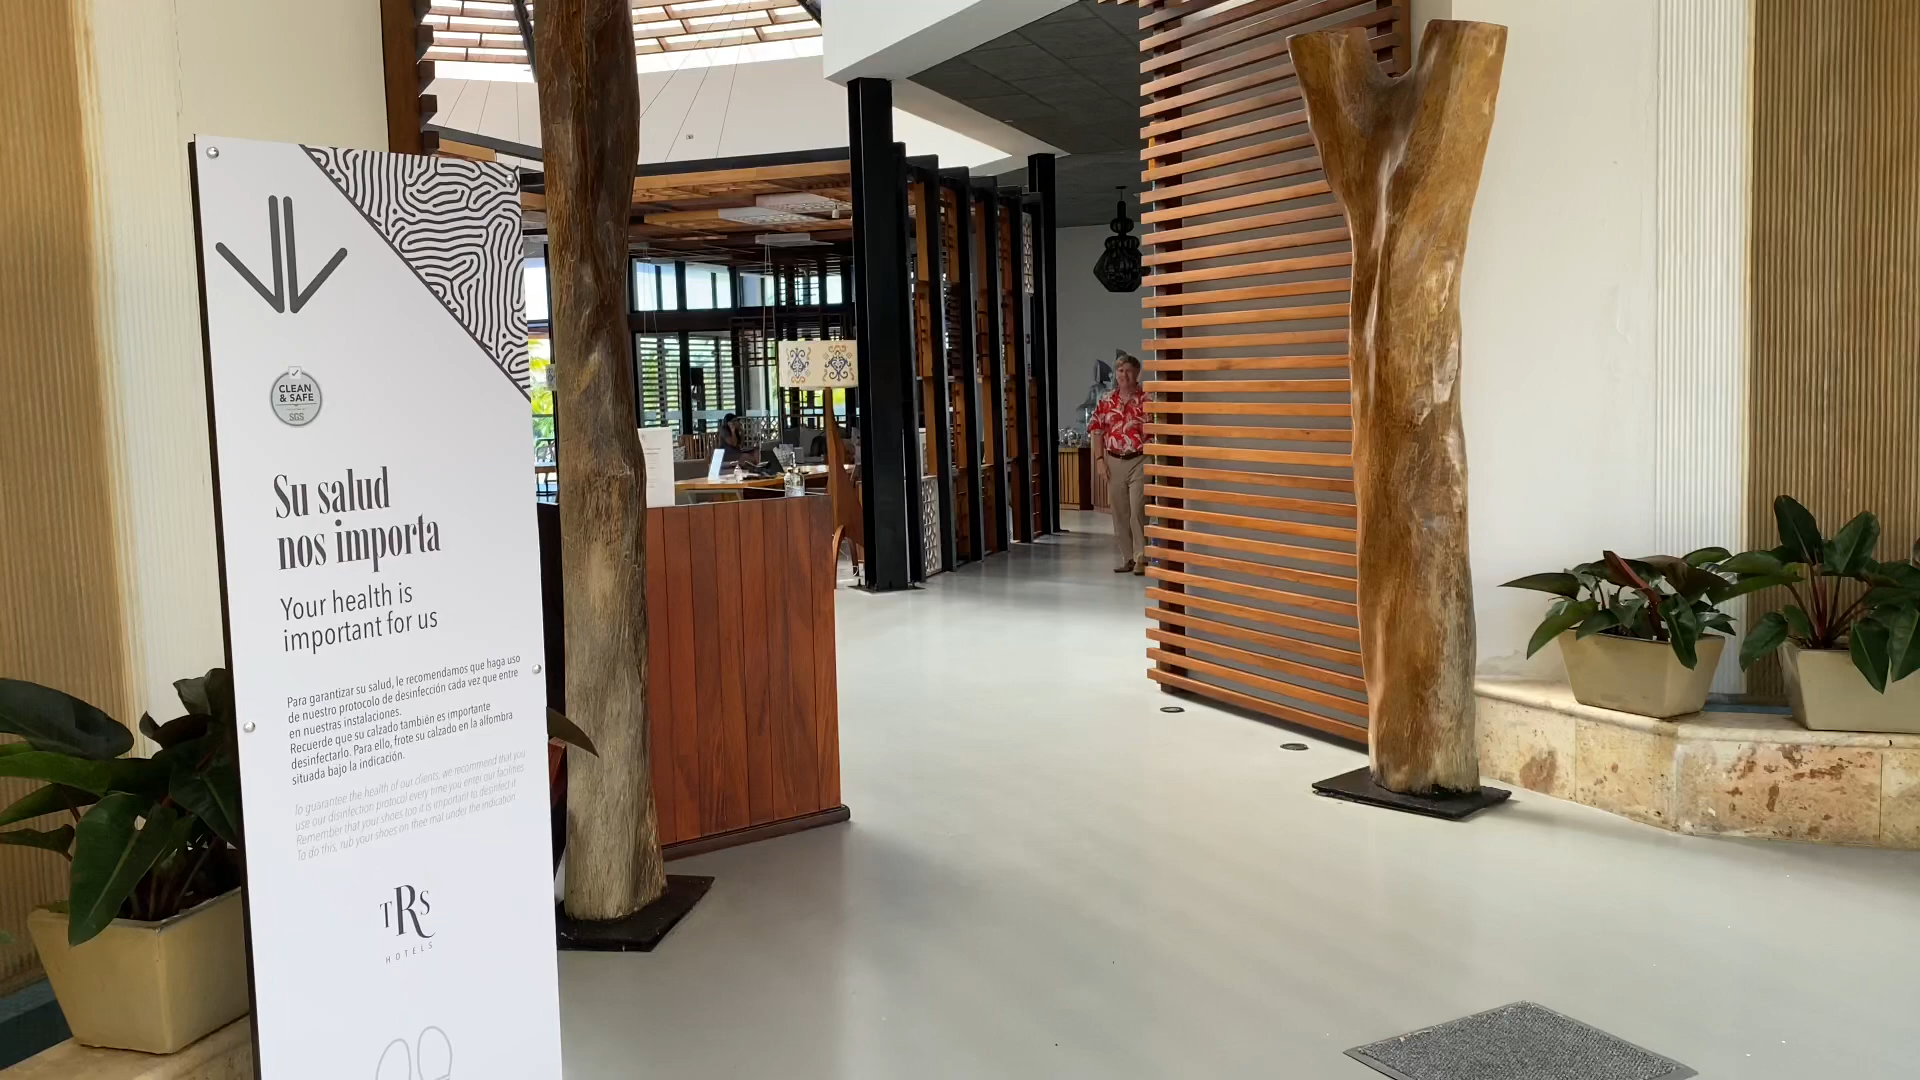 CLEAN
& SAFE
SGS
Su salud
nos importa
Your health is
important for us
Para garantizar su salud, le recomendamos que haga uso
de nuestro protocolo de desinfección cada vez que entre
en nuestras instalaciones.
Recuerde que su calzado también es importante
desinfectarlo. Para ello, frote su calzado en la alfombra
situada bajo la indicación.
To guarantee the health of our clients, we recommend that you
use our disinfection protocol every time you enter our facilities.
Remember that your shoes too it is important to desinfect it.
To do this, rub your shoes on thee mat under the indication.
TRS
HOTELS